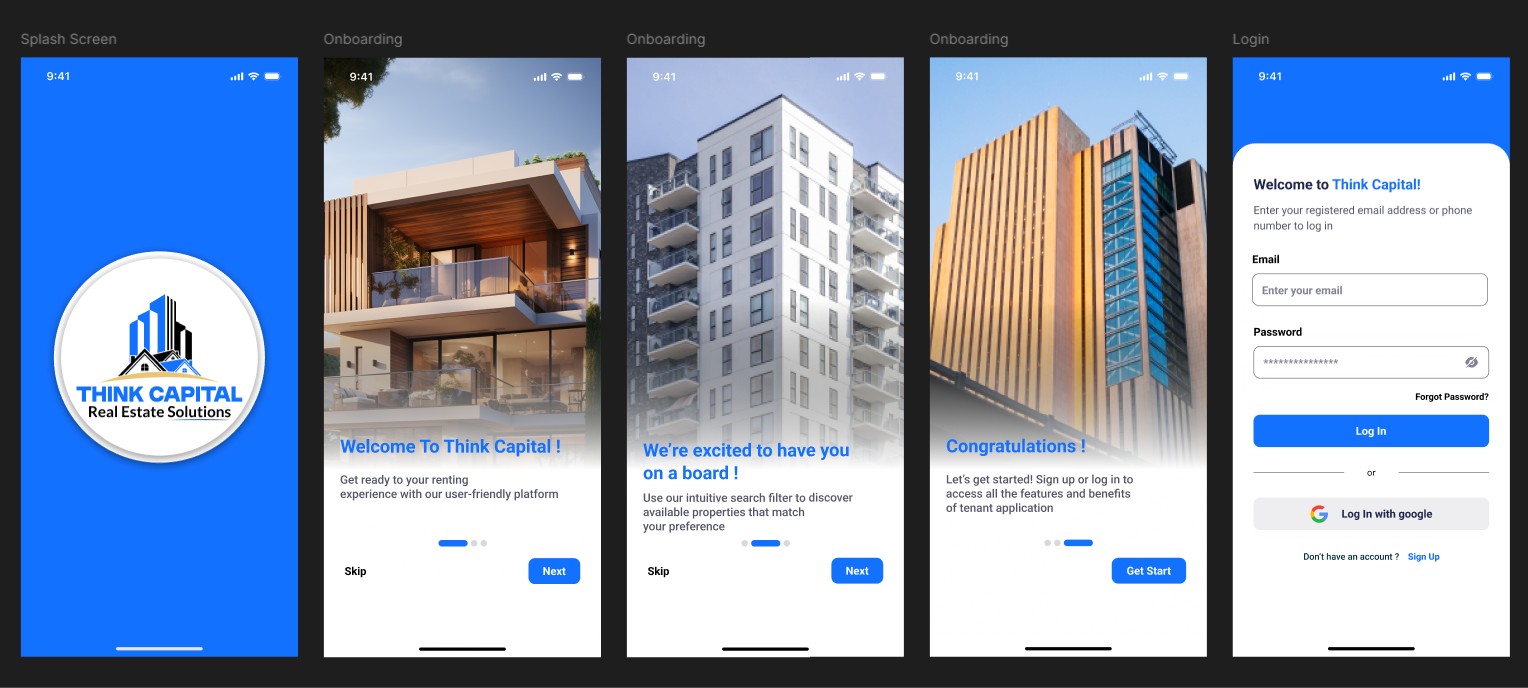 Splash Screen
9:41
THINK CAPITAL
Real Estate Solutions
Onboarding
9:41
Welcome To Think Capital !
Get ready to your renting
experience with our user-friendly platform
Skip
Next
Onboarding
9:41
We're excited to have you
on a board !
Use our intuitive search filter to discover
available properties that match
your preference
Skip
Next
Onboarding
9:41
Congratulations !
Let's get started! Sign up or log in to
access all the features and benefits
of tenant application
Get Start
Login
9:41
Welcome to Think Capital!
Enter your registered email address or phone
number to log in
Email
Enter your email
Password
***************
Forgot Password?
Log In
or
Log In with google
Don't have an account ? Sign Up